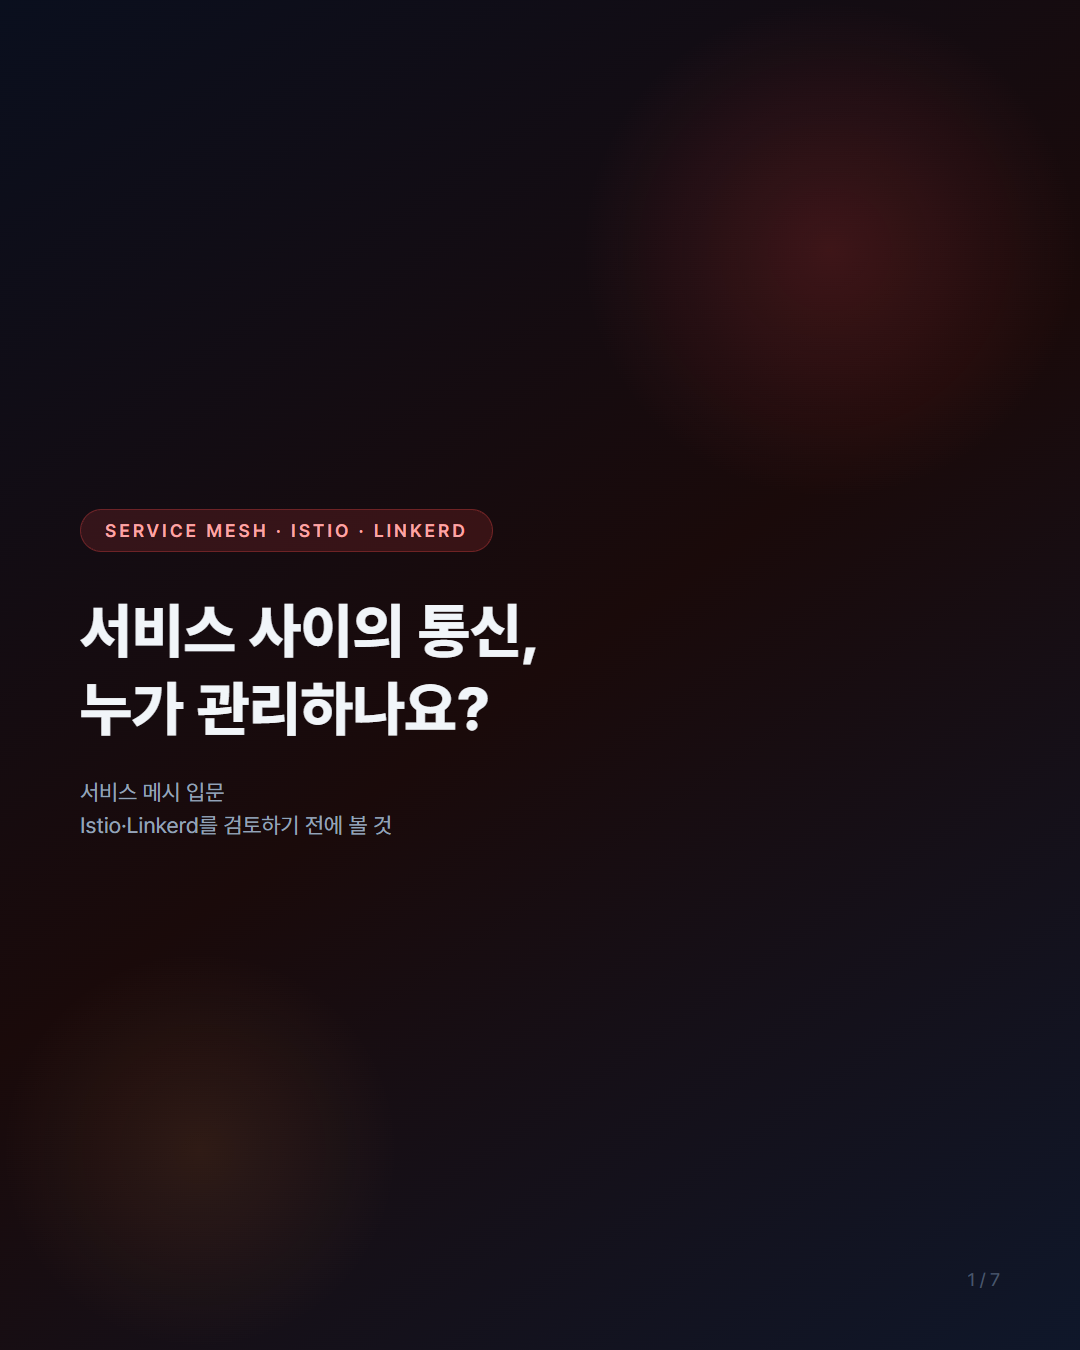 SERVICE MESH · ISTIO · LINKERD
서비스 사이의 통신,
누가 관리하나요?
서비스 메시 입문
Istio·Linkerd를 검토하기 전에 볼 것
1 / 7